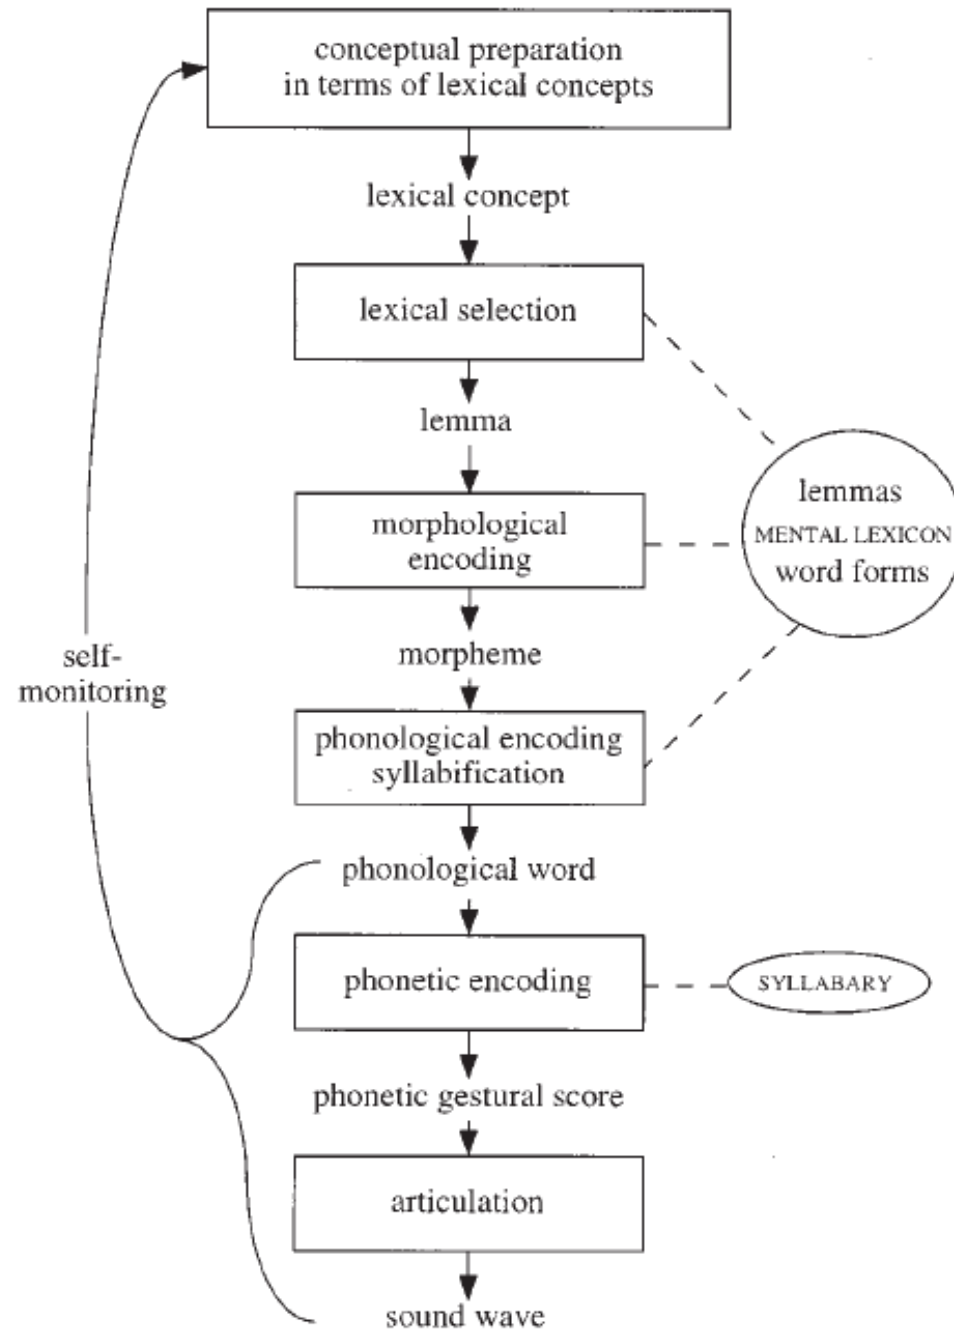 conceptual preparation
in terms of lexical concepts
lexical concept
lexical selection
lemma
lemmas
MENTAL LEXICON
word forms
morphological
encoding
morpheme
self-
monitoring
phonological encoding
syllabification
phonological word
phonetic encoding
SYLLABARY
phonetic gestural score
articulation
sound wave